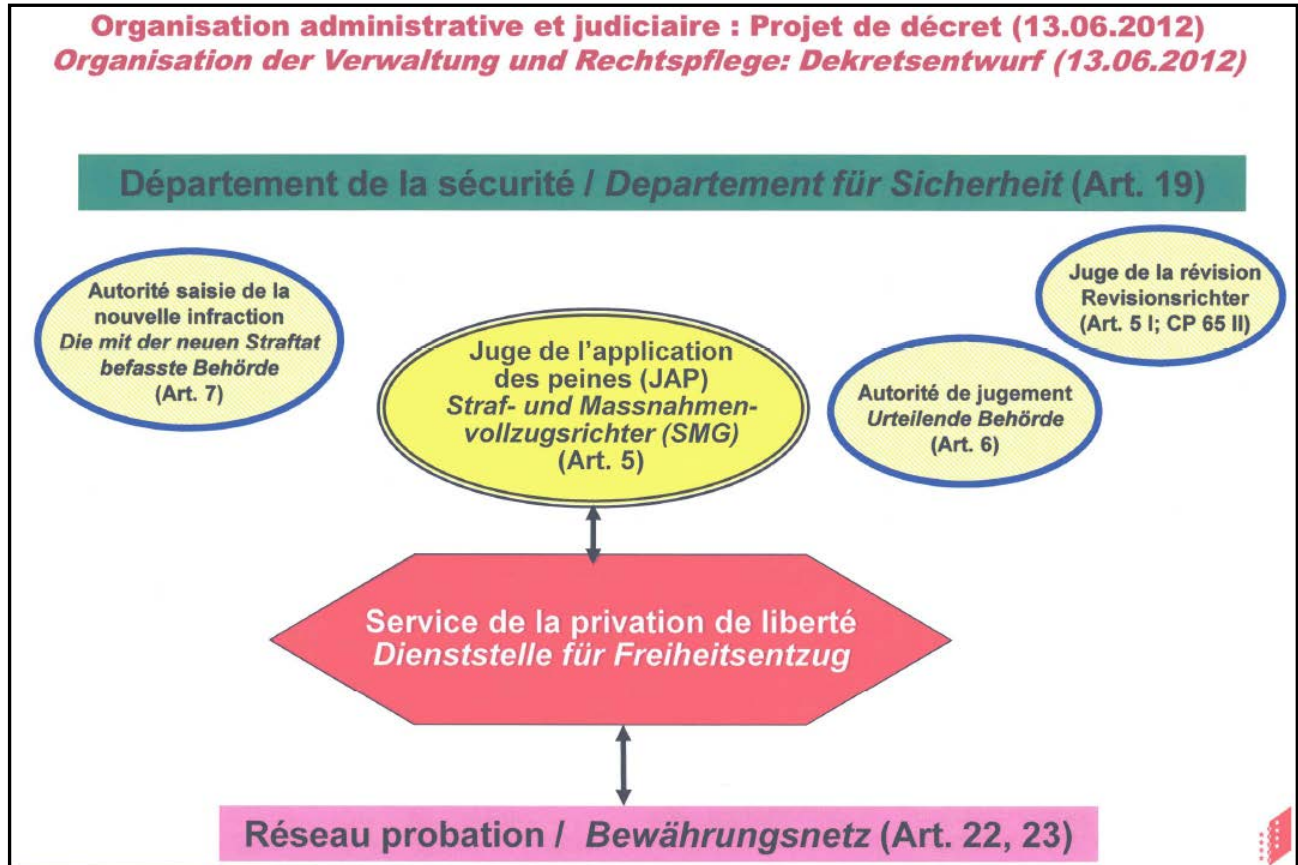 Organisation administrative et judiciaire : Projet de décret (13.06.2012)
Organisation der Verwaltung und Rechtspflege: Dekretsentwurf (13.06.2012)
Département de la sécurité / Departement für Sicherheit (Art. 19)
Autorité saisie de la
nouvelle infraction
Die mit der neuen Straftat
befasste Behörde
(Art. 7)
Juge de l'application
des peines (JAP)
Straf- und Massnahmen-
vollzugsrichter (SMG)
(Art. 5)
Juge de la révision
Revisionsrichter
(Art. 5 I; CP 65 II)
Autorité de jugement
Urteilende Behörde
(Art. 6)
Service de la privation de liberté
Dienststelle für Freiheitsentzug
Réseau probation / Bewährungsnetz (Art. 22, 23)